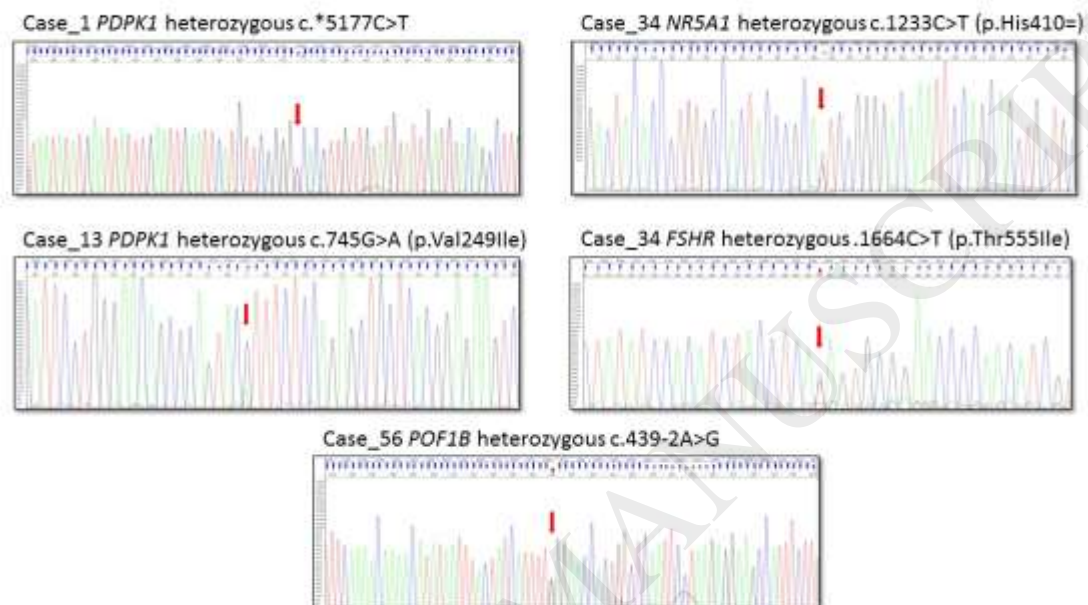 Case_1 PDPK1 heterozygous c.*5177C>T
Case_34 NR5A1 heterozygous c.1233C>T (p.His410=)
Case_13 PDPK1 heterozygous c.745G>A (p.Val249Ile)
Case_34 FSHR heterozygous .1664C>T (p.Thr555Ile)
Case_56 POF1B heterozygous c.439-2A>G
MANUSCRIP